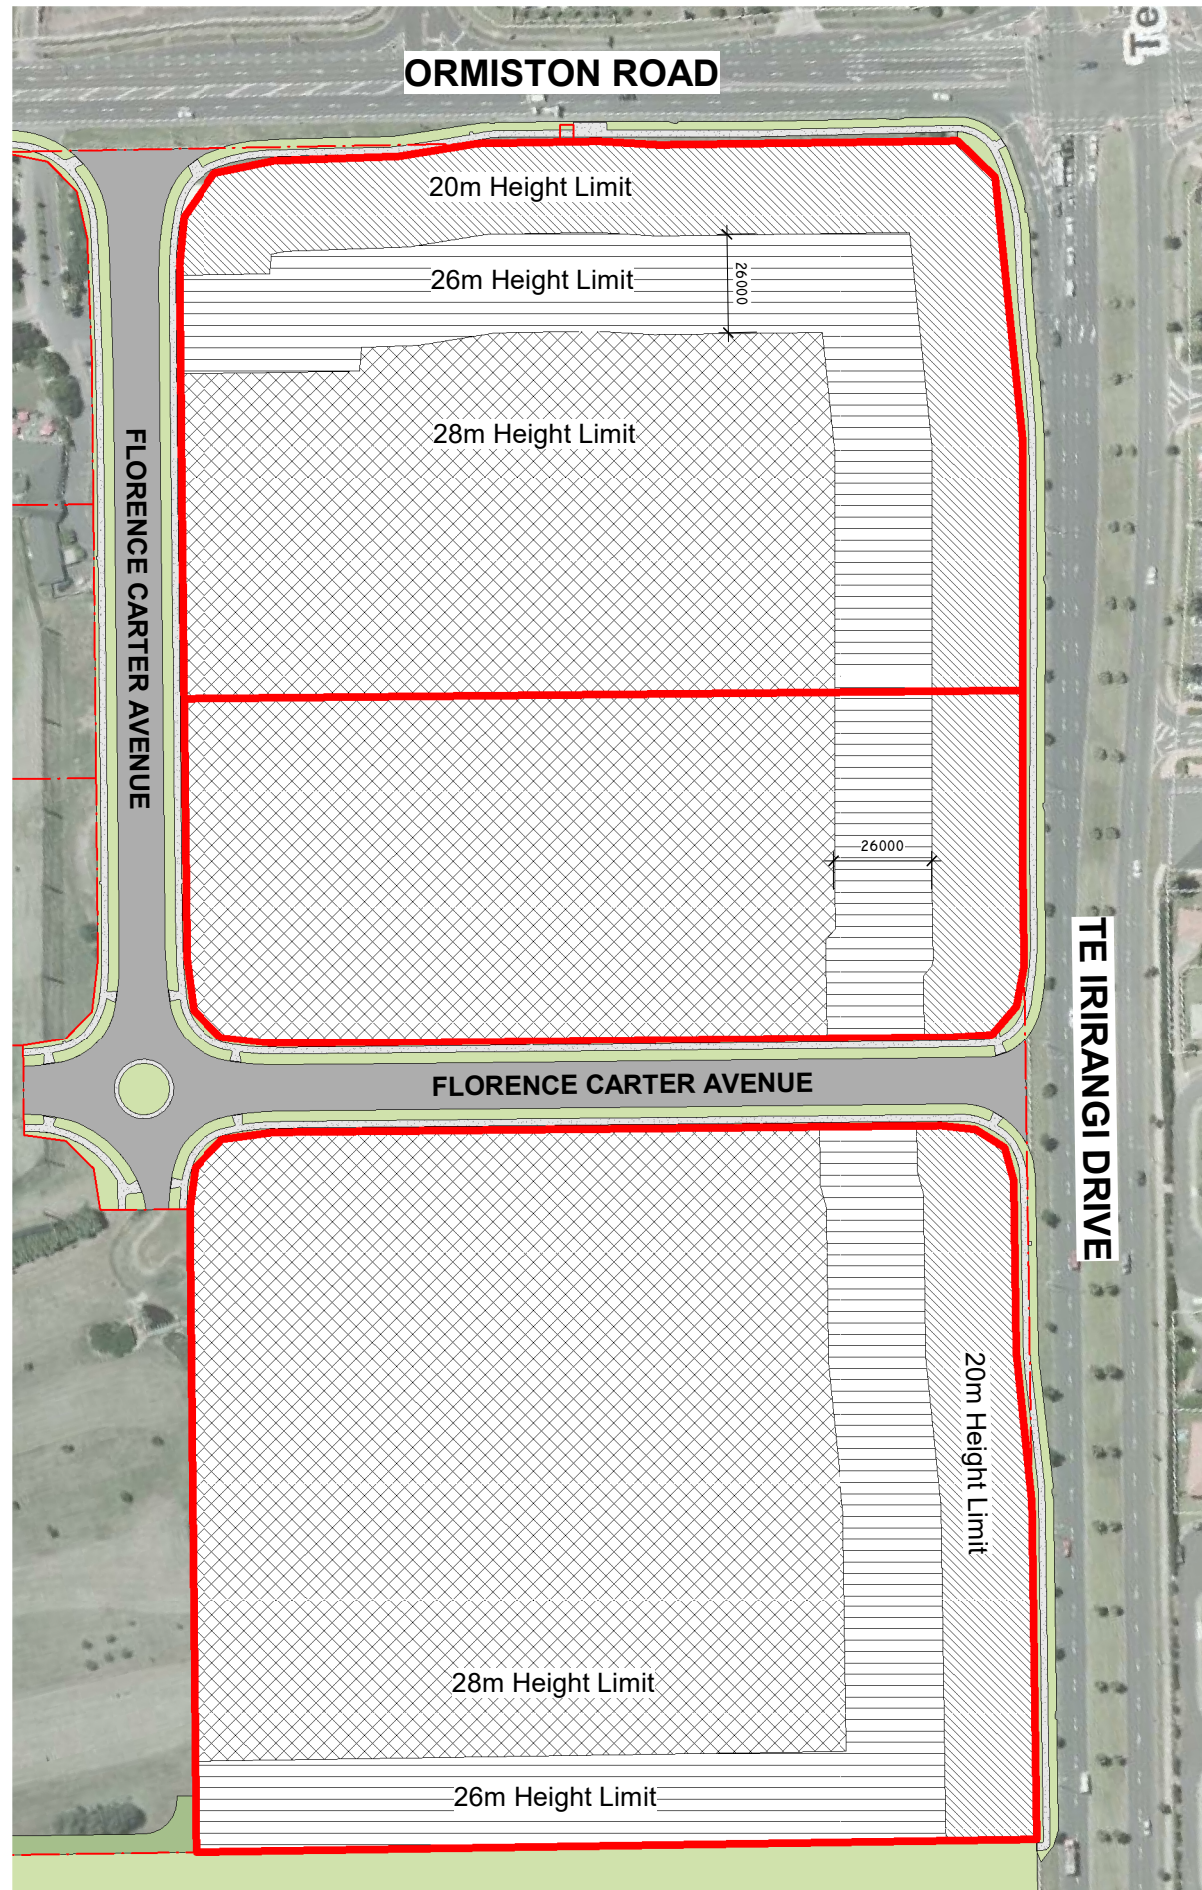 Te
ORMISTON ROAD
20m Height Limit
26m Height Limit
26000
28m Height Limit
FLORENCE CARTER AVENUE
26000
TE IRIRANGI DRIVE
FLORENCE CARTER AVENUE
20m Height Limit
28m Height Limit
26m Height Limit